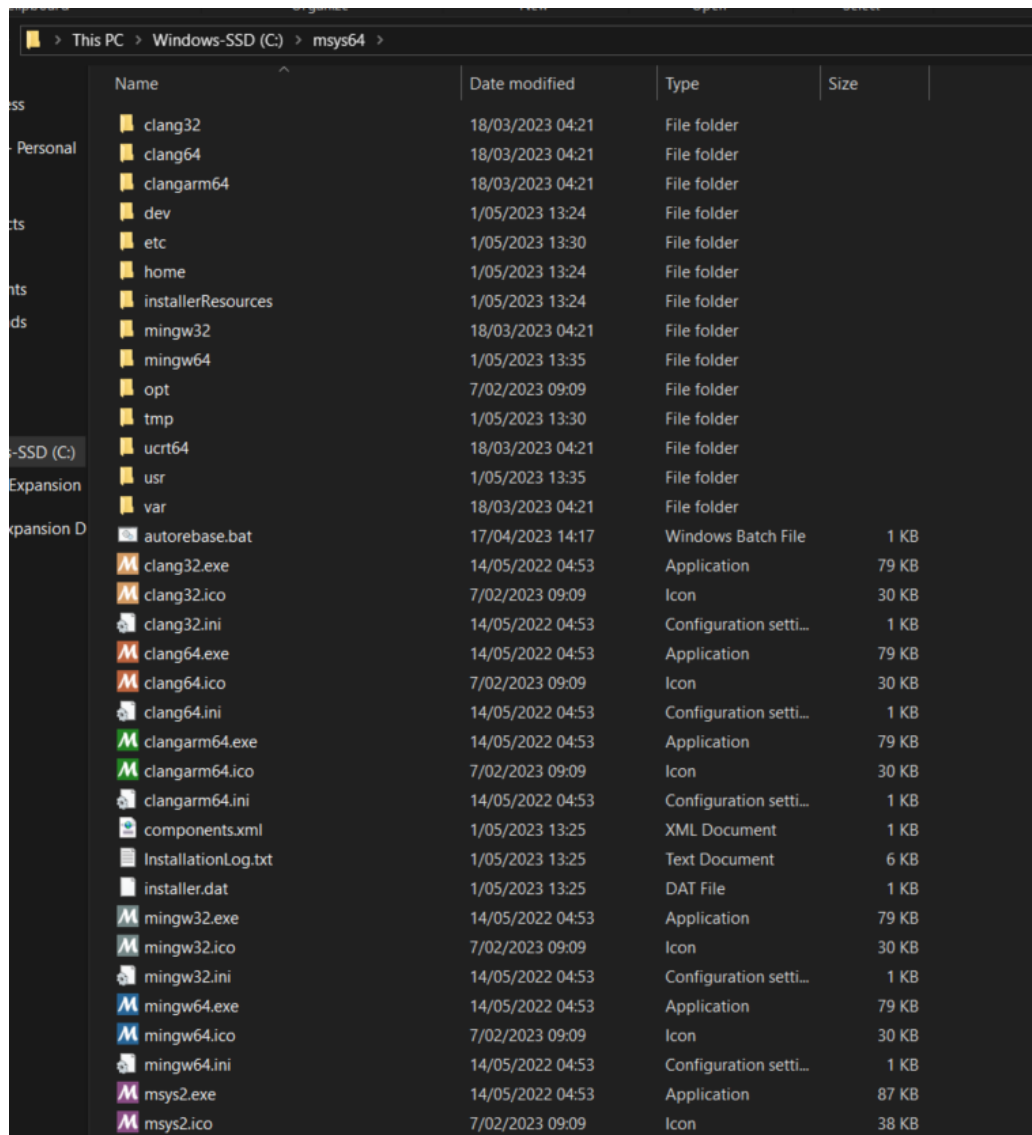 > This PC > Windows-SSD (C:) > msys64 >
Name Date modified Type Size
ess
- Personal
cts
nts
ds
s-SSD (C:)
Expansion
xpansion D
clang32 18/03/2023 04:21 File folder
clang64 18/03/2023 04:21 File folder
clangarm64 18/03/2023 04:21 File folder
dev 1/05/2023 13:24 File folder
etc 1/05/2023 13:30 File folder
home 1/05/2023 13:24 File folder
installerResources 1/05/2023 13:24 File folder
mingw32 18/03/2023 04:21 File folder
mingw64 1/05/2023 13:35 File folder
opt 7/02/2023 09:09 File folder
tmp 1/05/2023 13:30 File folder
ucrt64 18/03/2023 04:21 File folder
usr 1/05/2023 13:35 File folder
var 18/03/2023 04:21 File folder
autorebase.bat 17/04/2023 14:17 Windows Batch File 1 KB
clang32.exe 14/05/2022 04:53 Application 79 KB
clang32.ico 7/02/2023 09:09 Icon 30 KB
clang32.ini 14/05/2022 04:53 Configuration setti... 1 KB
clang64.exe 14/05/2022 04:53 Application 79 KB
clang64.ico 7/02/2023 09:09 Icon 30 KB
clang64.ini 14/05/2022 04:53 Configuration setti... 1 KB
clangarm64.exe 14/05/2022 04:53 Application 79 KB
clangarm64.ico 7/02/2023 09:09 Icon 30 KB
clangarm64.ini 14/05/2022 04:53 Configuration setti... 1 KB
components.xml 1/05/2023 13:25 XML Document 1 KB
InstallationLog.txt 1/05/2023 13:25 Text Document 6 KB
installer.dat 1/05/2023 13:25 DAT File 1 KB
mingw32.exe 14/05/2022 04:53 Application 79 KB
mingw32.ico 7/02/2023 09:09 Icon 30 KB
mingw32.ini 14/05/2022 04:53 Configuration setti... 1 KB
mingw64.exe 14/05/2022 04:53 Application 79 KB
mingw64.ico 7/02/2023 09:09 Icon 30 KB
mingw64.ini 14/05/2022 04:53 Configuration setti... 1 KB
msys2.exe 14/05/2022 04:53 Application 87 KB
msys2.ico 7/02/2023 09:09 Icon 38 KB